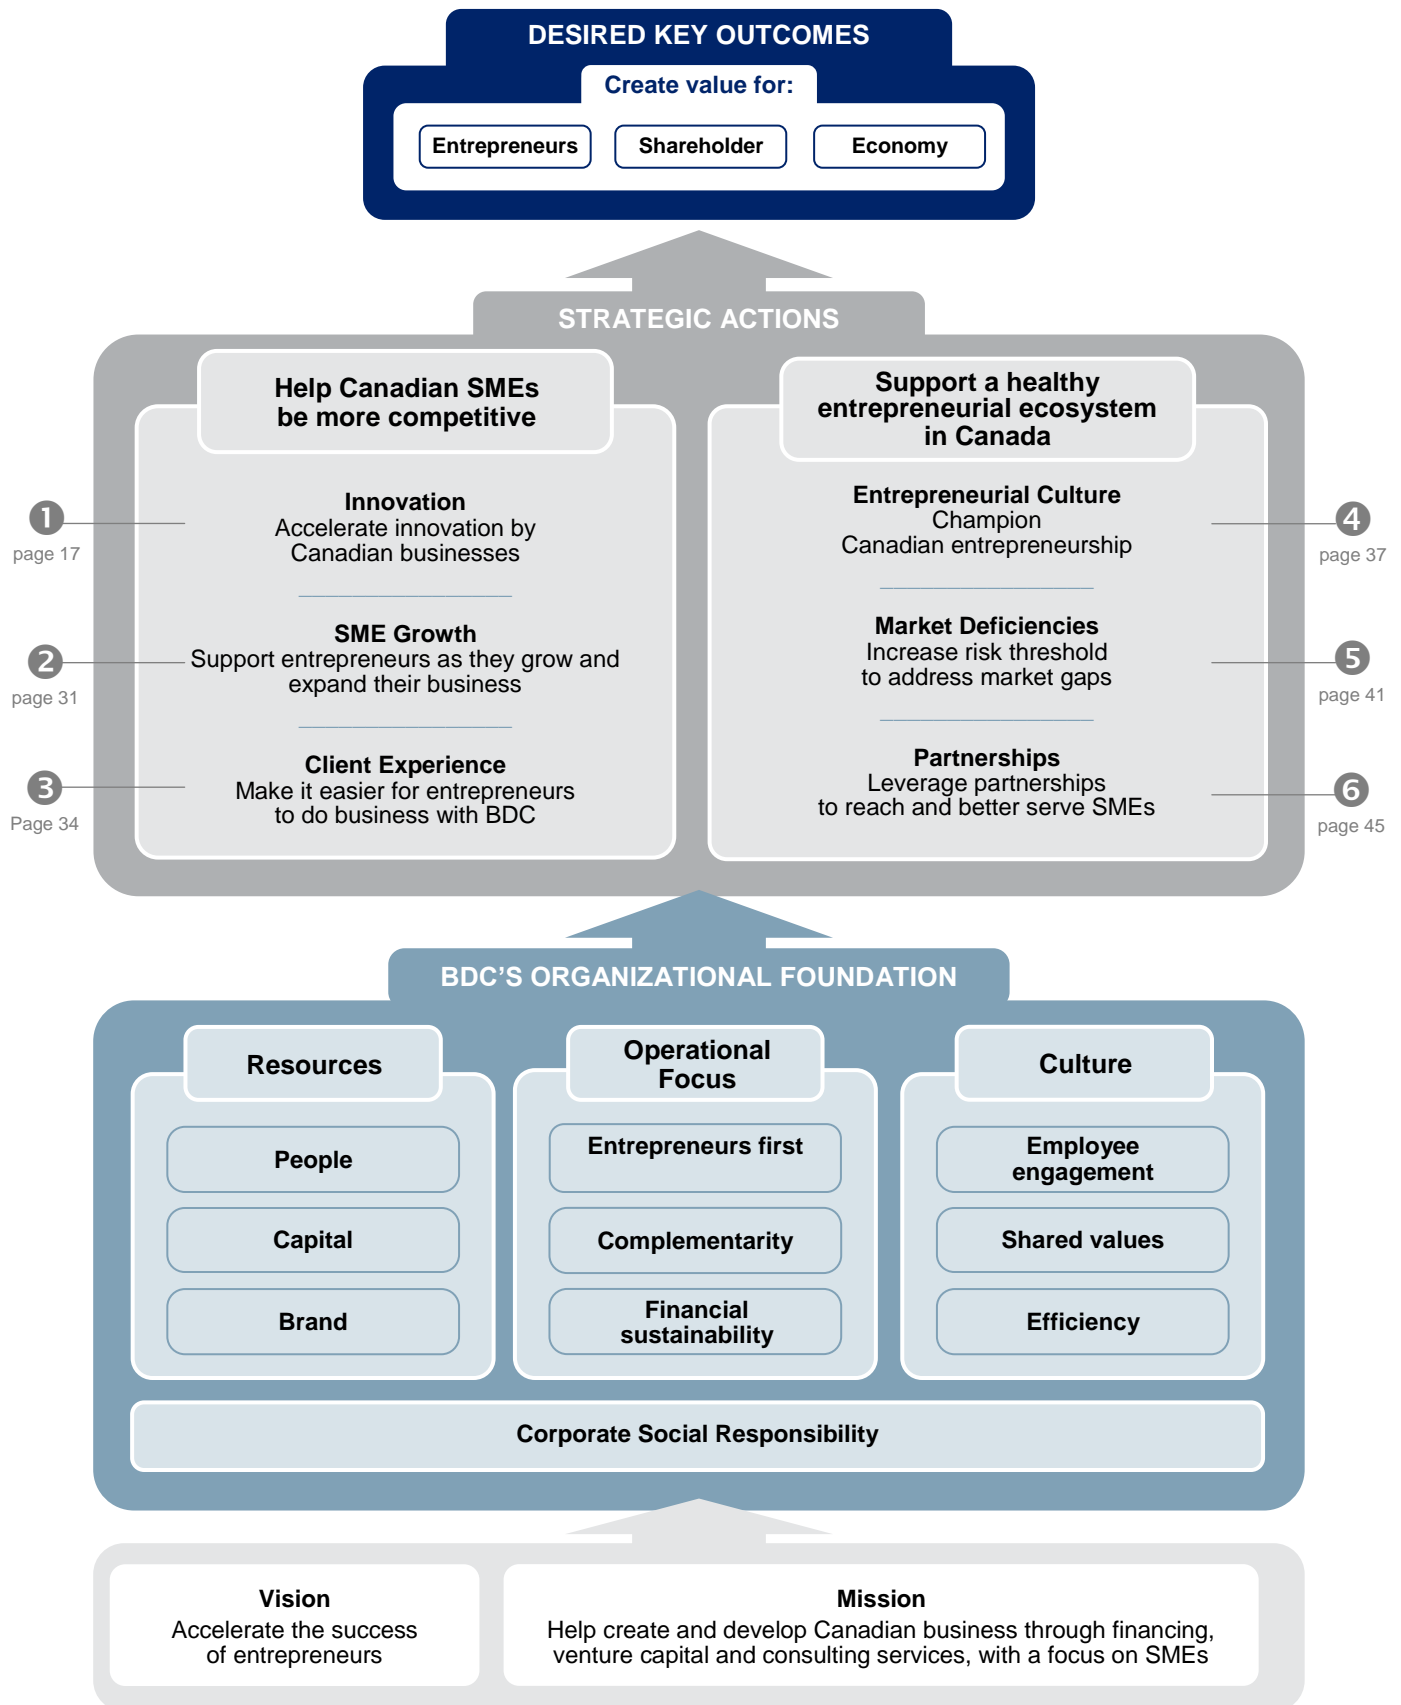 DESIRED KEY OUTCOMES
Create value for:
Entrepreneurs
Shareholder
Economy
STRATEGIC ACTIONS
Help Canadian SMEs
be more competitive
1
page 17
Innovation
Accelerate innovation by
Canadian businesses
2
page 31
SME Growth
Support entrepreneurs as they grow and
expand their business
3
Page 34
Client Experience
Make it easier for entrepreneurs
to do business with BDC
Support a healthy
entrepreneurial ecosystem
in Canada
Entrepreneurial Culture
Champion
Canadian entrepreneurship
4
page 37
Market Deficiencies
Increase risk threshold
to address market gaps
5
page 41
Partnerships
Leverage partnerships
to reach and better serve SMEs
6
page 45
BDC’S ORGANIZATIONAL FOUNDATION
Resources
People
Capital
Brand
Operational
Focus
Entrepreneurs first
Complementarity
Financial
sustainability
Culture
Employee
engagement
Shared values
Efficiency
Corporate Social Responsibility
Vision
Accelerate the success
of entrepreneurs
Mission
Help create and develop Canadian business through financing,
venture capital and consulting services, with a focus on SMEs